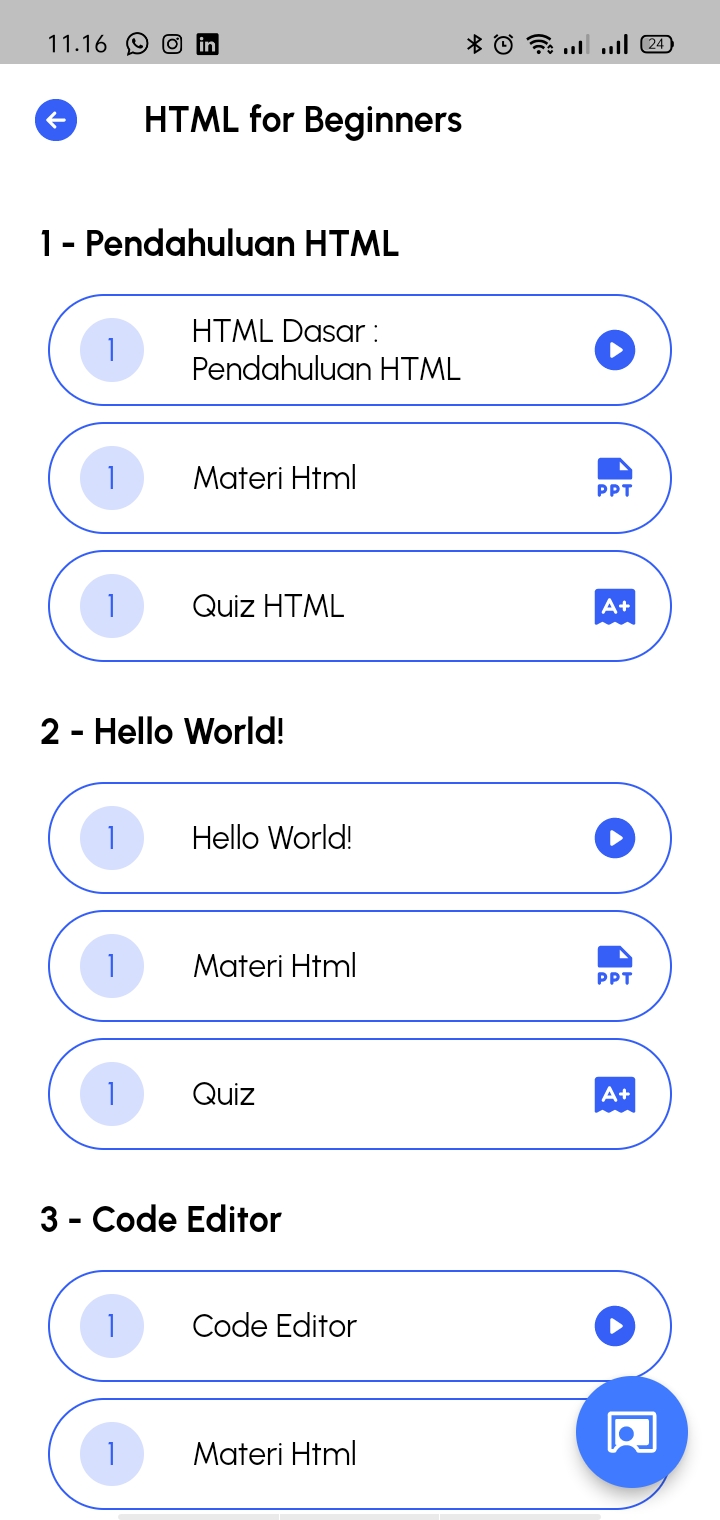 11.16
24
HTML for Beginners
1 - Pendahuluan HTML
1
HTML Dasar :
Pendahuluan HTML
1
Materi Html
PPT
1
Quiz HTML
A+
2 - Hello World!
1
Hello World!
1
Materi Html
PPT
1
Quiz
A+
3 - Code Editor
1
Code Editor
1
Materi Html